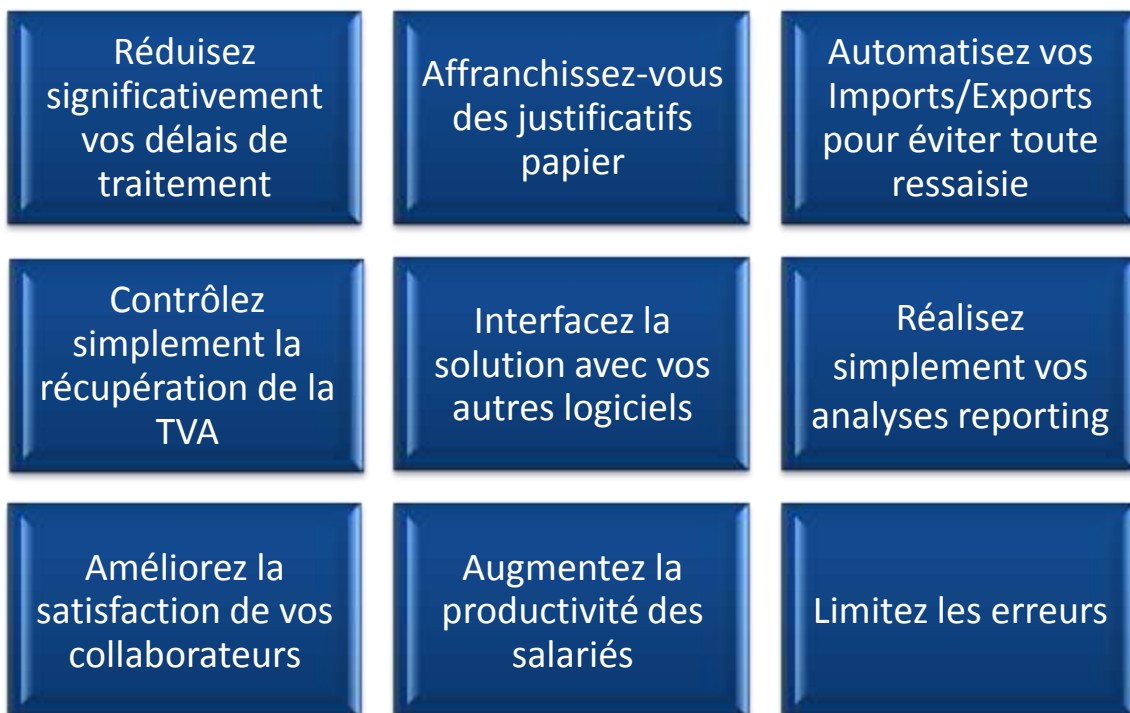 Réduisez
significativement
vos délais de
traitement
Affranchissez-vous
des justificatifs
papier
Automatisez vos
Imports/Exports
pour éviter toute
ressaisie
Contrôlez
simplement la
récupération de la
TVA
Interfacez la
solution avec vos
autres logiciels
Réalisez
simplement vos
analyses reporting
Améliorez la
satisfaction de vos
collaborateurs
Augmentez la
productivité des
salariés
Limitez les erreurs